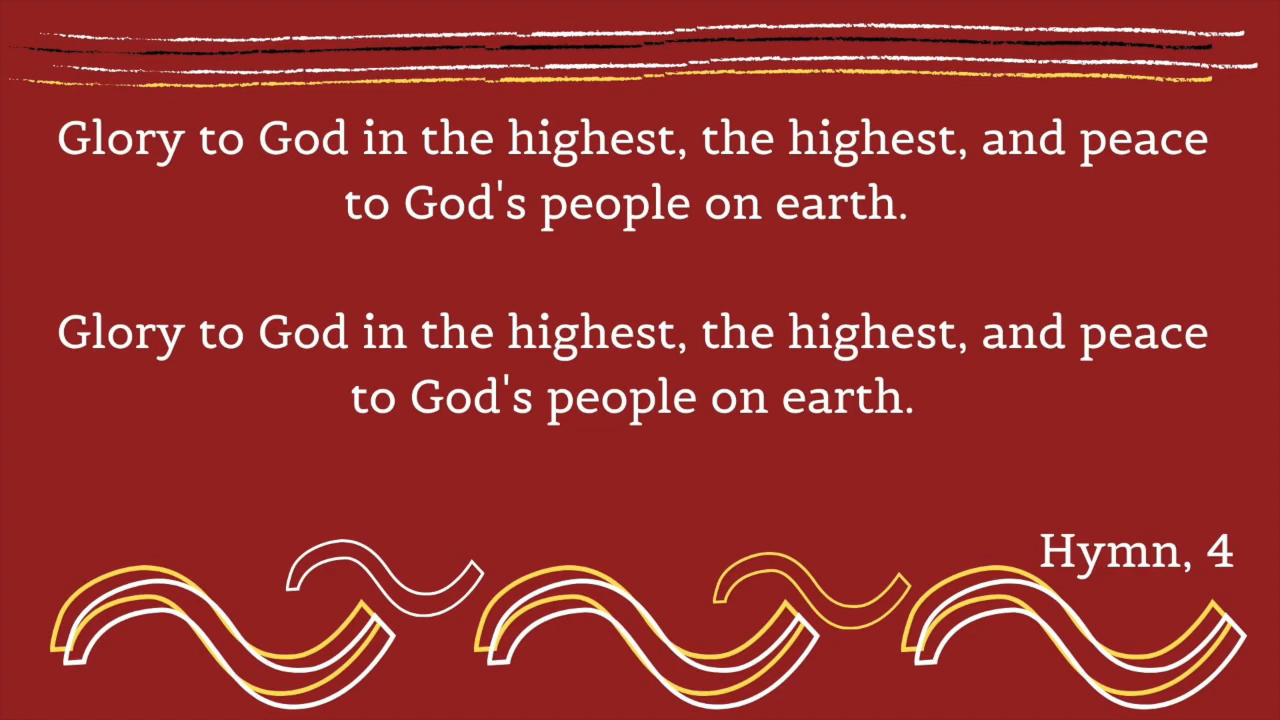 Glory to God in the highest, the highest, and peace
to God's people on earth.
Glory to God in the highest, the highest, and peace
to God's people on earth.
Hymn, 4